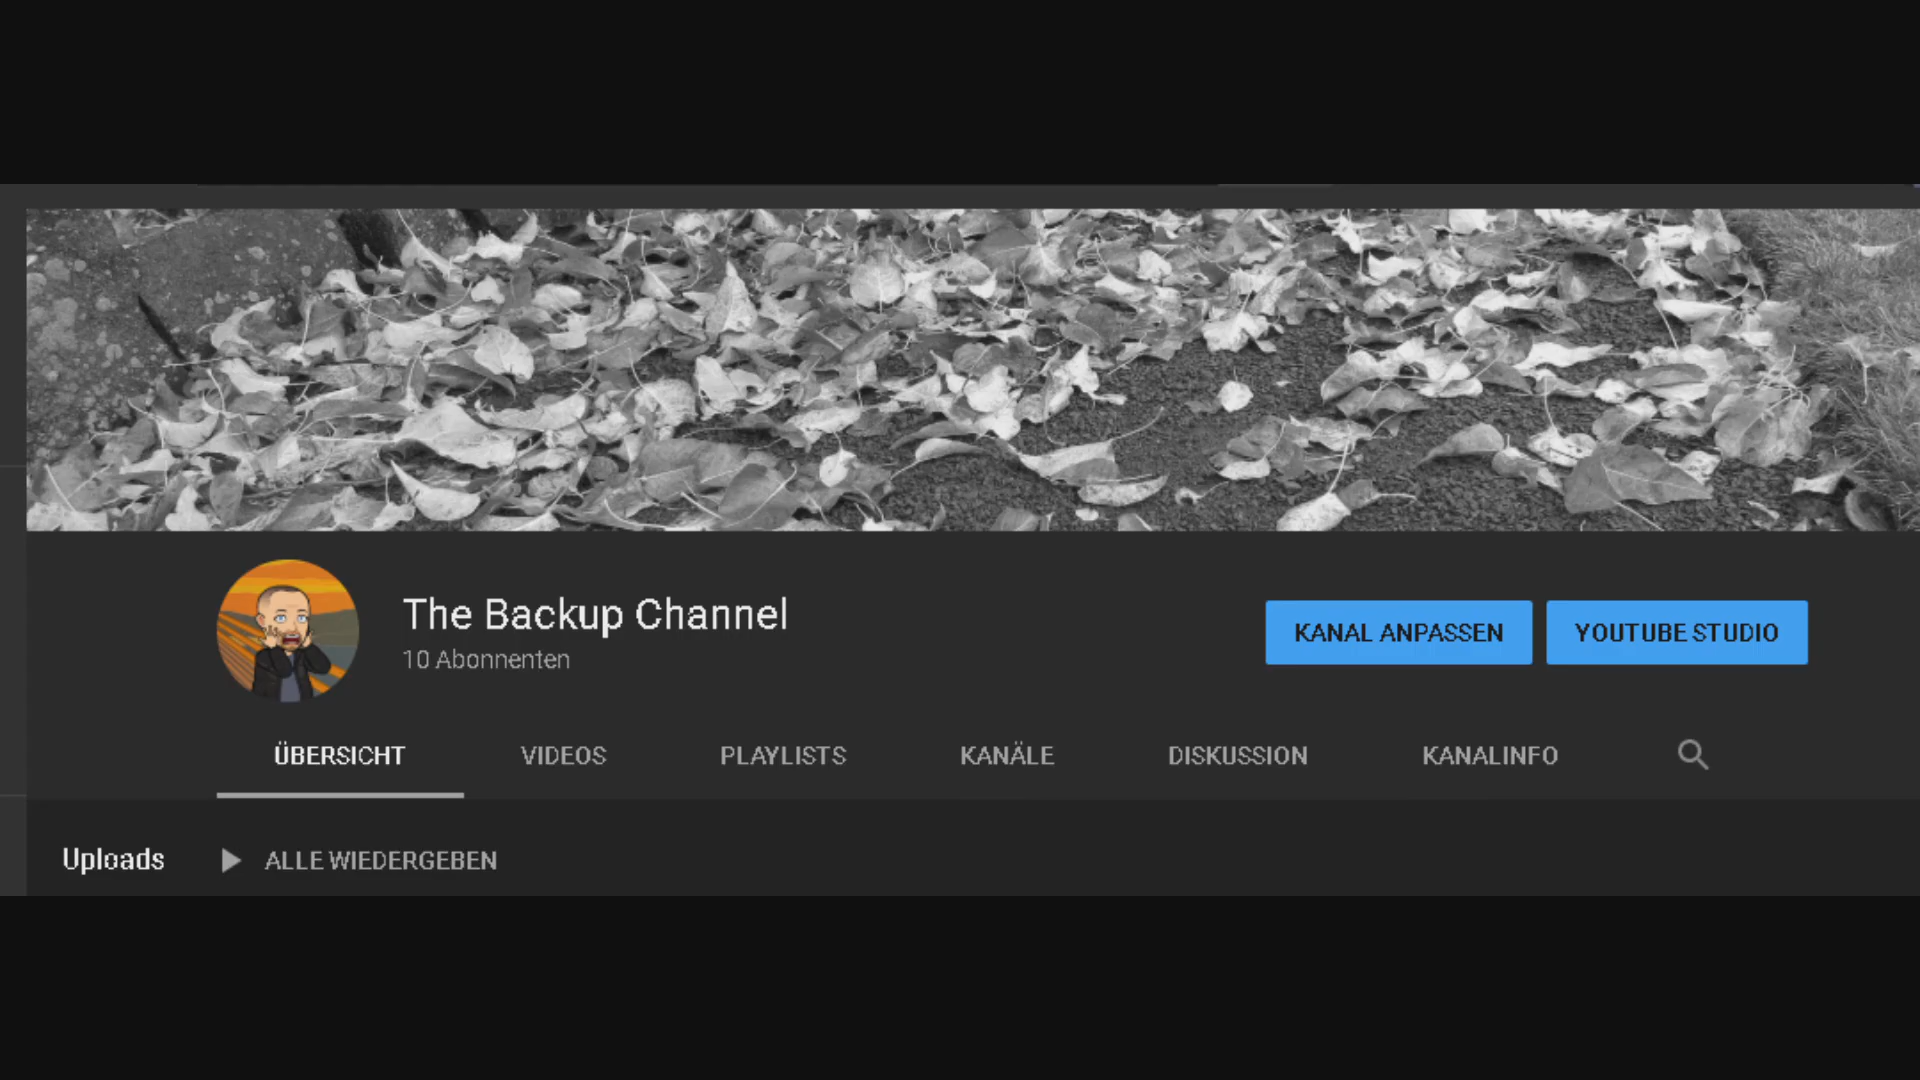 The Backup Channel
10 Abonnenten
KANAL ANPASSEN
YOUTUBE STUDIO
ÜBERSICHT VIDEOS PLAYLISTS KANÄLE DISKUSSION KANALINFO
Uploads ALLE WIEDERGEBEN